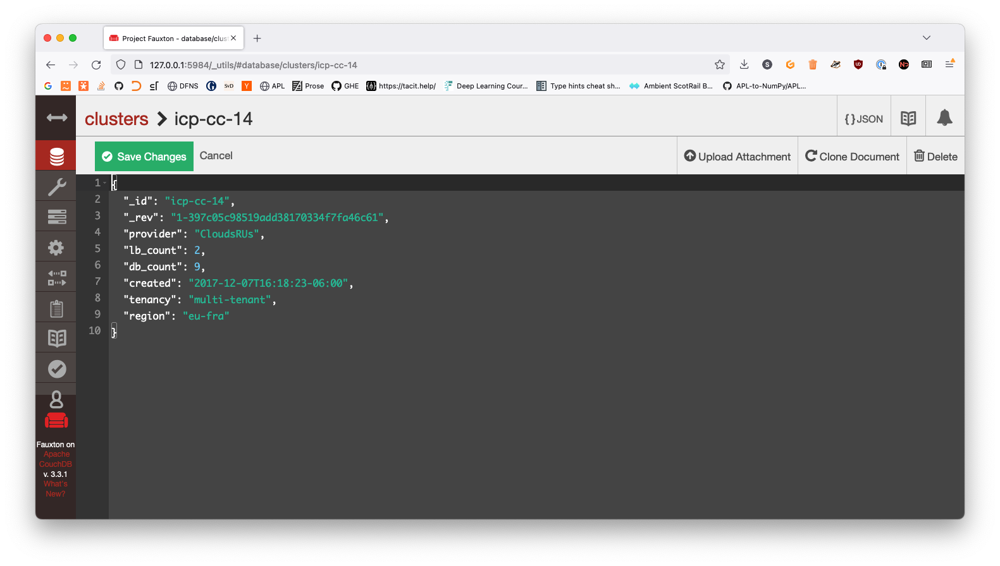 Project Fauxton - database/clus
127.0.0.1:5984/_utils/#database/clusters/icp-cc-14
DFNS
SvD
APL
Prose
GHE
https://tacit.help/
Deep Learning Cour...
Type hints cheat sh...
Ambient ScotRail B...
APL-to-NumPy/APL...
clusters
icp-cc-14
{}JSON
Save Changes
Cancel
Upload Attachment
Clone Document
Delete
1 {
2 "_id": "icp-cc-14",
3 "_rev": "1-397c05c98519add38170334f7fa46c61",
4 "provider": "CloudsRUs",
5 "lb_count": 2,
6 "db_count": 9,
7 "created": "2017-12-07T16:18:23-06:00",
8 "tenancy": "multi-tenant",
9 "region": "eu-fra"
10 }
Fauxton on
Apache
CouchDB
v. 3.3.1
What's
New?